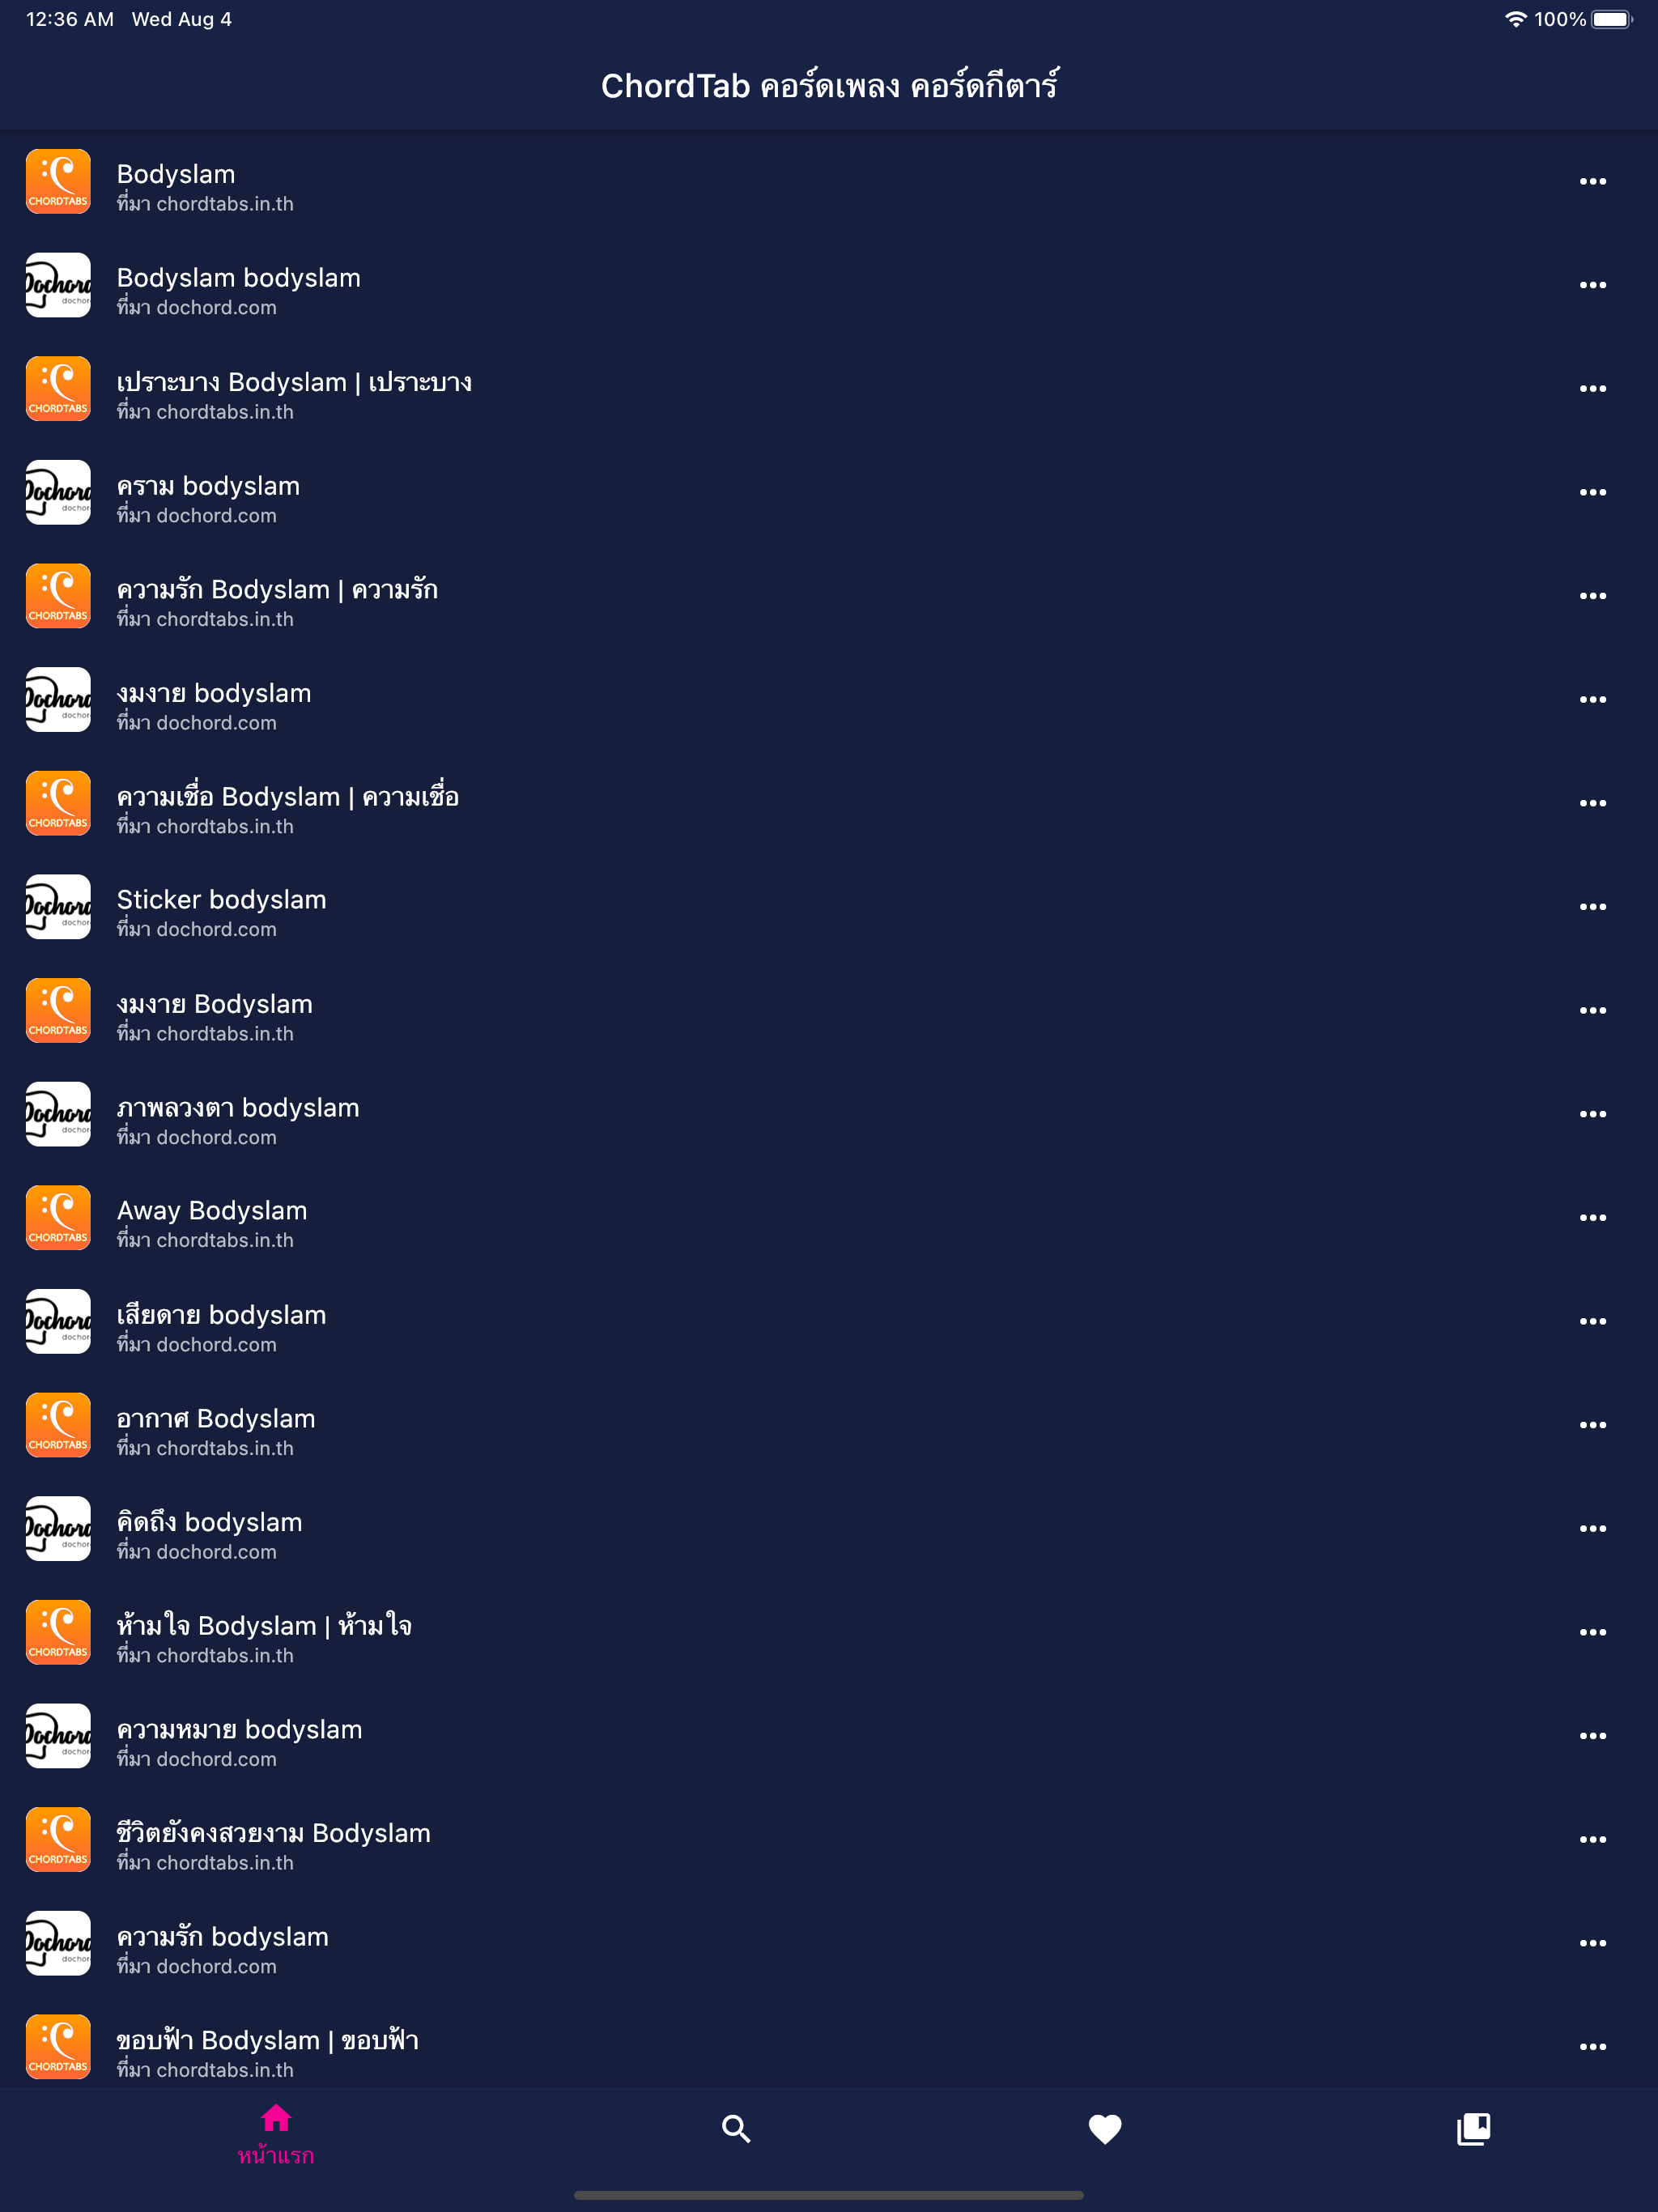 12:36 AM Wed Aug 4 100%
ChordTab คอร์ดเพลง คอร์ดกีตาร์
CHORDTABS
Bodyslam
ที่มา chordtabs.in.th
Dochord
dochor
Bodyslam bodyslam
ที่มา dochord.com
CHORDTABS
เปราะบาง Bodyslam | เปราะบาง
ที่มา chordtabs.in.th
Dochord
dochor
คราม bodyslam
ที่มา dochord.com
CHORDTABS
ความรัก Bodyslam | ความรัก
ที่มา chordtabs.in.th
Dochord
dochor
งมงาย bodyslam
ที่มา dochord.com
CHORDTABS
ความเชื่อ Bodyslam | ความเชื่อ
ที่มา chordtabs.in.th
Dochord
dochor
Sticker bodyslam
ที่มา dochord.com
CHORDTABS
งมงาย Bodyslam
ที่มา chordtabs.in.th
Dochord
dochor
ภาพลวงตา bodyslam
ที่มา dochord.com
CHORDTABS
Away Bodyslam
ที่มา chordtabs.in.th
Dochord
dochor
เสียดาย bodyslam
ที่มา dochord.com
CHORDTABS
อากาศ Bodyslam
ที่มา chordtabs.in.th
Dochord
dochor
คิดถึง bodyslam
ที่มา dochord.com
CHORDTABS
ห้ามใจ Bodyslam | ห้ามใจ
ที่มา chordtabs.in.th
Dochord
dochor
ความหมาย bodyslam
ที่มา dochord.com
CHORDTABS
ชีวิตยังคงสวยงาม Bodyslam
ที่มา chordtabs.in.th
Dochord
dochor
ความรัก bodyslam
ที่มา dochord.com
CHORDTABS
ขอบฟ้า Bodyslam | ขอบฟ้า
ที่มา chordtabs.in.th
หน้าแรก